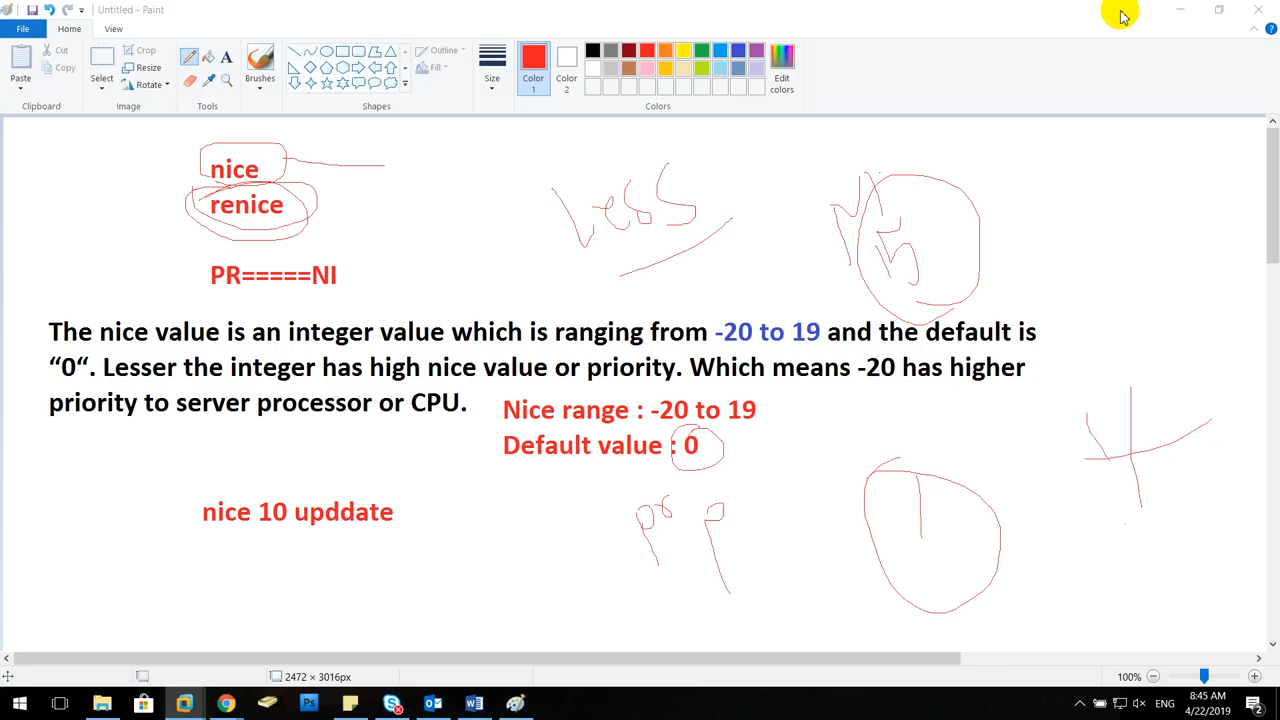 Untitled - Paint
File
Home
View
Paste
Cut
Copy
Clipboard
Select
Crop
Resize
Rotate
Image
A
Tools
Brushes
Outline
Fill
Shapes
Size
Color 1
Color 2
Edit colors
Colors
nice
renice
PR=====NI
less
The nice value is an integer value which is ranging from -20 to 19 and the default is
“0“. Lesser the integer has high nice value or priority. Which means -20 has higher
priority to server processor or CPU.
Nice range : -20 to 19
Default value : 0
nice 10 upddate
pr
2472 × 3016px
100%
ENG
8:45 AM
4/22/2019
2